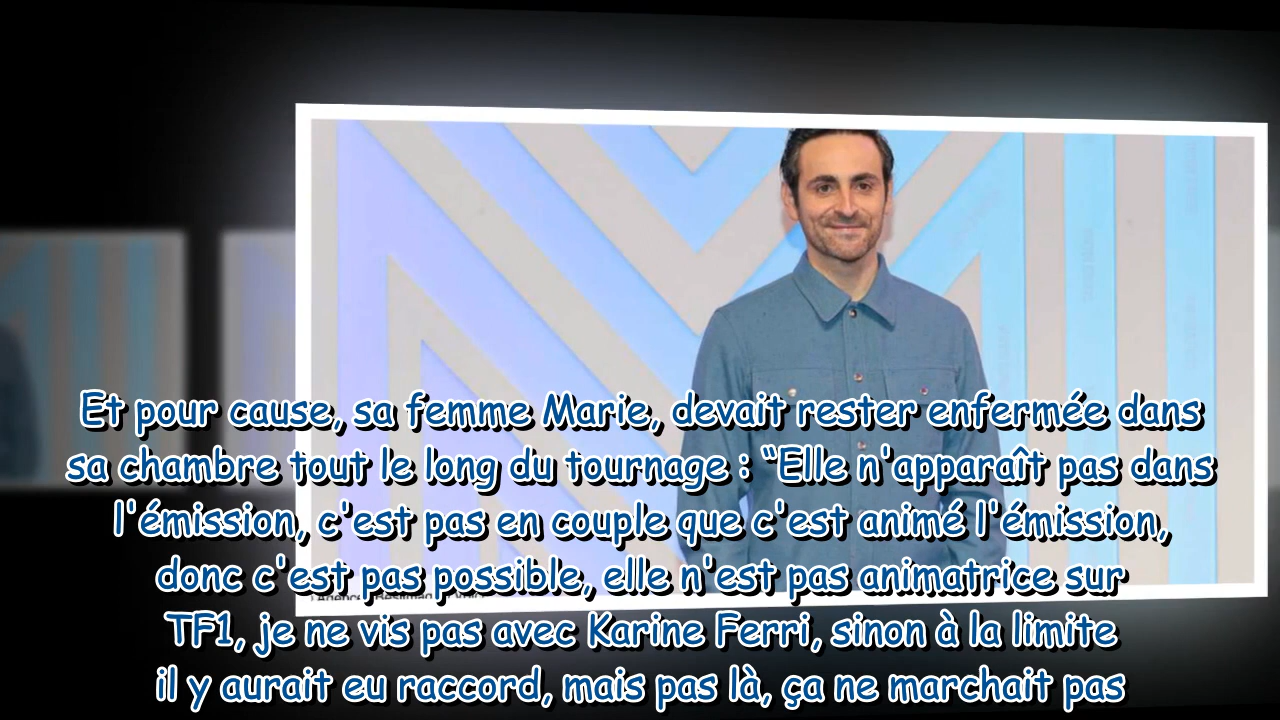 Et pour cause, sa femme Marie, devait rester enfermée dans
sa chambre tout le long du tournage : “Elle n'apparaît pas dans
l'émission, c'est pas en couple que c'est animé l'émission,
donc c'est pas possible, elle n'est pas animatrice sur
TF1, je ne vis pas avec Karine Ferri, sinon à la limite
il y aurait eu raccord, mais pas là, ça ne marchait pas